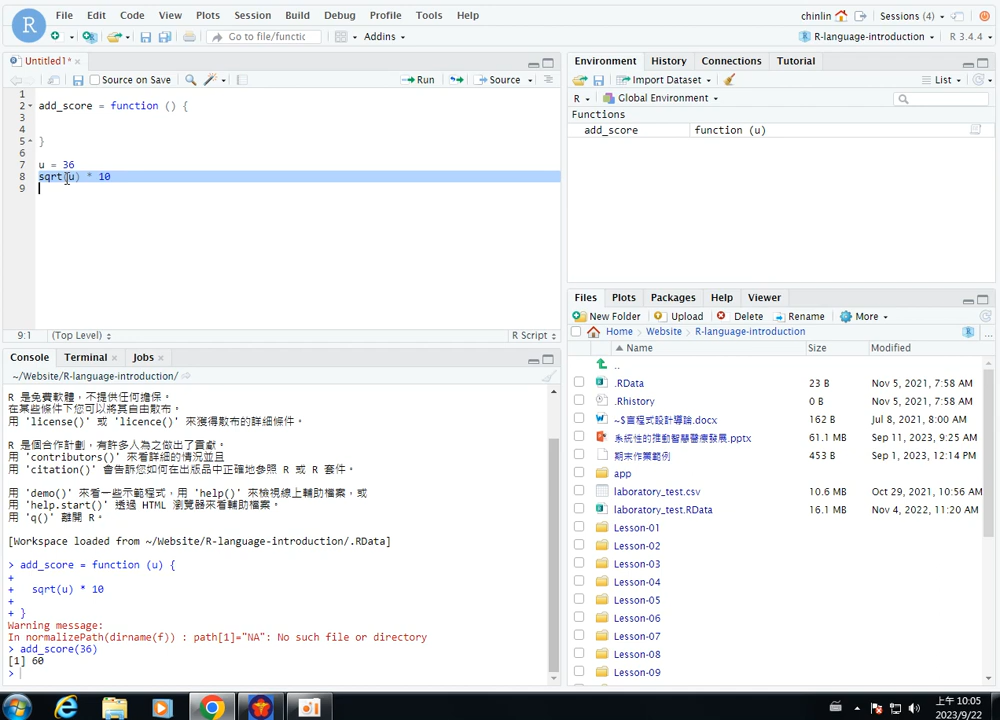 File Edit Code View Plots Session Build Debug Profile Tools Help
chinlin Sessions (4)
Go to file/functic Addins
R-language-introduction R 3.4.4
Untitled1*
Source on Save Run Source
1
2 add_score = function () {
3
4
5 }
6
7 u = 36
8 sqrt(u) * 10
9
9:1 (Top Level) R Script
Console Terminal Jobs
~/Website/R-language-introduction/
R 是免費軟體，不提供任何擔保。
在某些條件下您可以將其自由散布。
用 'license()' 或 'licence()' 來獲得散布的詳細條件。
R 是個合作計劃，有許多人為之做出了貢獻。
用 'contributors()' 來看詳細的情況並且
用 'citation()' 會告訴您如何在出版品中正確地參照 R 或 R 套件。
用 'demo()' 來看一些示範程式，用 'help()' 來檢視線上輔助檔案，或
用 'help.start()' 透過 HTML 瀏覽器來看輔助檔案。
用 'q()' 離開 R。
[Workspace loaded from ~/Website/R-language-introduction/.RData]
> add_score = function (u) {
+
+ sqrt(u) * 10
+
+ }
Warning message:
In normalizePath(dirname(f)) : path[1]="NA": No such file or directory
> add_score(36)
[1] 60
>
Environment History Connections Tutorial
Import Dataset List
R Global Environment
Functions
add_score function (u)
Files Plots Packages Help Viewer
New Folder Upload Delete Rename More
Home Website R-language-introduction ...
Name Size Modified
..
.RData 23 B Nov 5, 2021, 7:58 AM
.Rhistory 0 B Nov 5, 2021, 7:58 AM
~$言程式設計導論.docx 162 B Jul 8, 2021, 8:00 AM
系統性的推動智慧醫療發展.pptx 61.1 MB Sep 11, 2023, 9:25 AM
期末作業範例 453 B Sep 1, 2023, 12:14 PM
app
laboratory_test.csv 10.6 MB Oct 29, 2021, 10:56 AM
laboratory_test.RData 16.1 MB Nov 4, 2022, 11:20 AM
Lesson-01
Lesson-02
Lesson-03
Lesson-04
Lesson-05
Lesson-06
Lesson-07
Lesson-08
Lesson-09
上午 10:05
2023/9/22